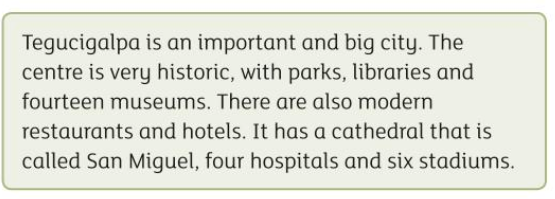 Tegucigalpa is an important and big city. The
centre is very historic, with parks, libraries and
fourteen museums. There are also modern
restaurants and hotels. It has a cathedral that is
called San Miguel, four hospitals and six stadiums.